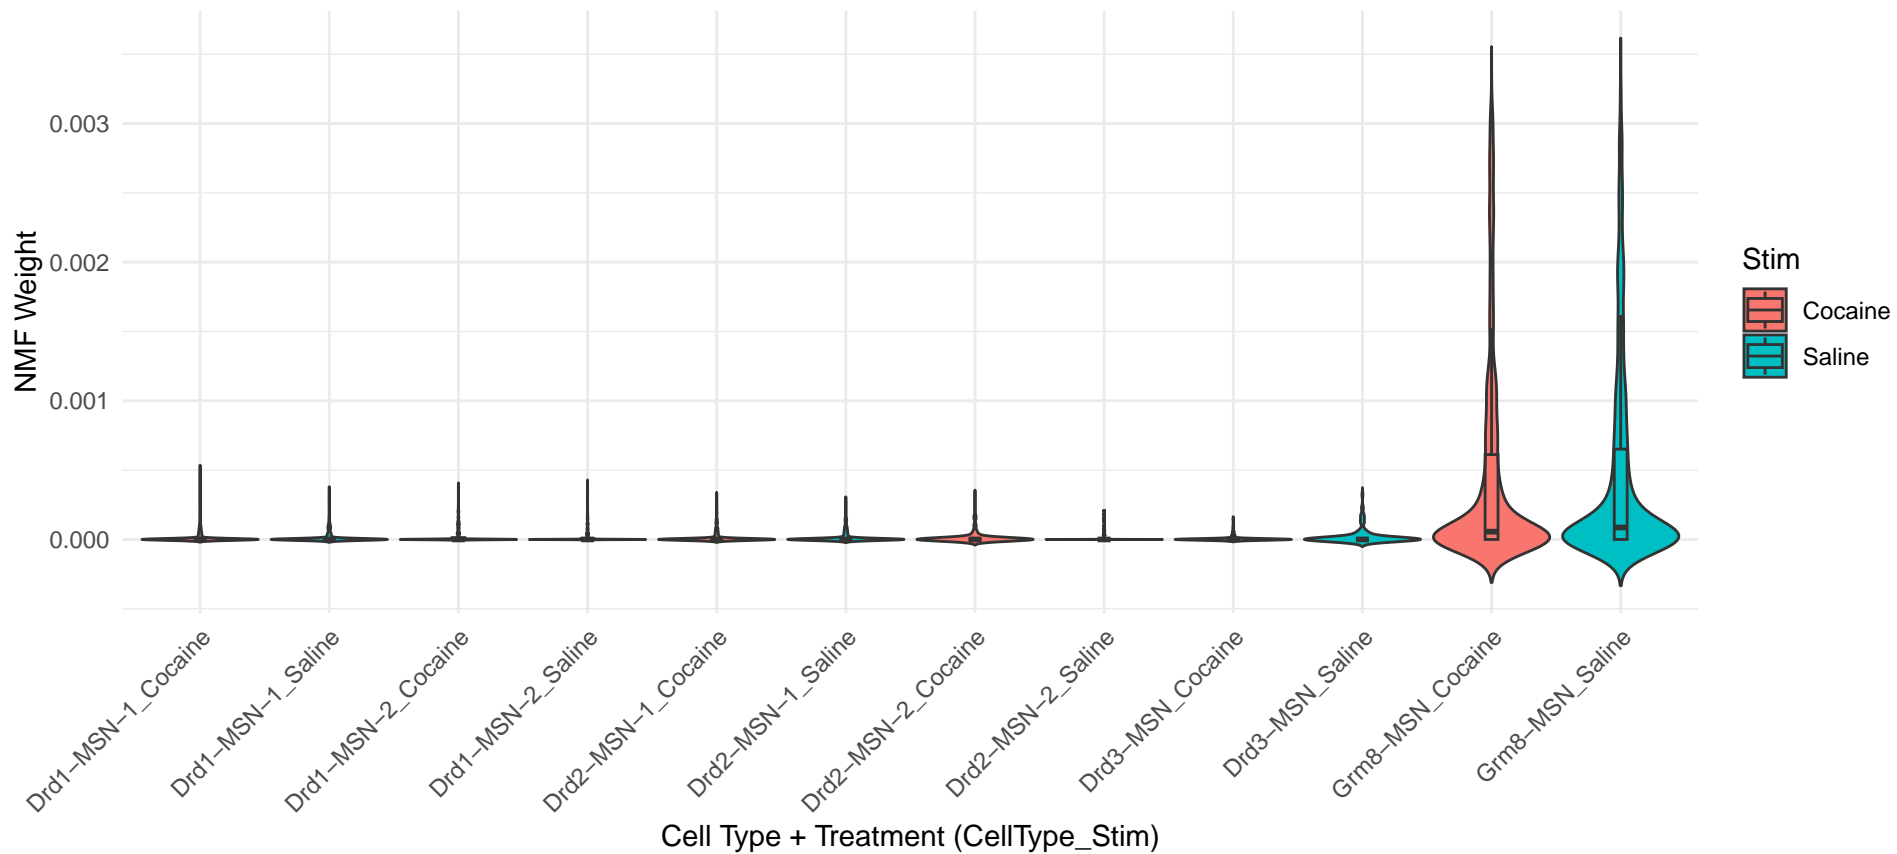 NMF Weight
0.003
0.002
0.001
0.000
Drd1−MSN−1_Cocaine
Drd1−MSN−1_Saline
Drd1−MSN−2_Cocaine
Drd1−MSN−2_Saline
Drd2−MSN−1_Cocaine
Drd2−MSN−1_Saline
Drd2−MSN−2_Cocaine
Drd2−MSN−2_Saline
Drd3−MSN_Cocaine
Drd3−MSN_Saline
Grm8−MSN_Cocaine
Grm8−MSN_Saline
Cell Type + Treatment (CellType_Stim)
Stim
Cocaine
Saline